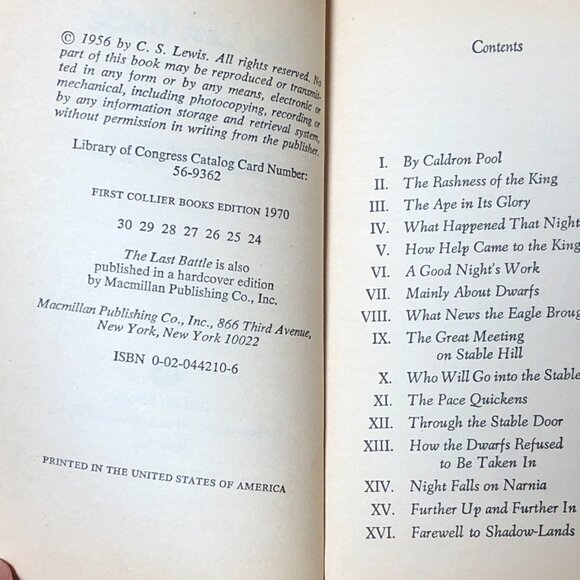 © 1956 by C. S. Lewis. All rights reserved. No
part of this book may be reproduced or transmit-
ted in any form or by any means, electronic or
mechanical, including photocopying, recording or
by any information storage and retrieval system,
without permission in writing from the publisher.
Library of Congress Catalog Card Number:
56-9362
FIRST COLLIER BOOKS EDITION 1970
30 29 28 27 26 25 24
The Last Battle is also
published in a hardcover edition
by Macmillan Publishing Co., Inc.
Macmillan Publishing Co., Inc., 866 Third Avenue,
New York, New York 10022
ISBN 0-02-044210-6
PRINTED IN THE UNITED STATES OF AMERICA
Contents
I. By Caldron Pool
II. The Rashness of the King
III. The Ape in Its Glory
IV. What Happened That Night
V. How Help Came to the King
VI. A Good Night's Work
VII. Mainly About Dwarfs
VIII. What News the Eagle Broug
IX. The Great Meeting
on Stable Hill
X. Who Will Go into the Stable
XI. The Pace Quickens
XII. Through the Stable Door
XIII. How the Dwarfs Refused
to Be Taken In
XIV. Night Falls on Narnia
XV. Further Up and Further In
XVI. Farewell to Shadow-Lands